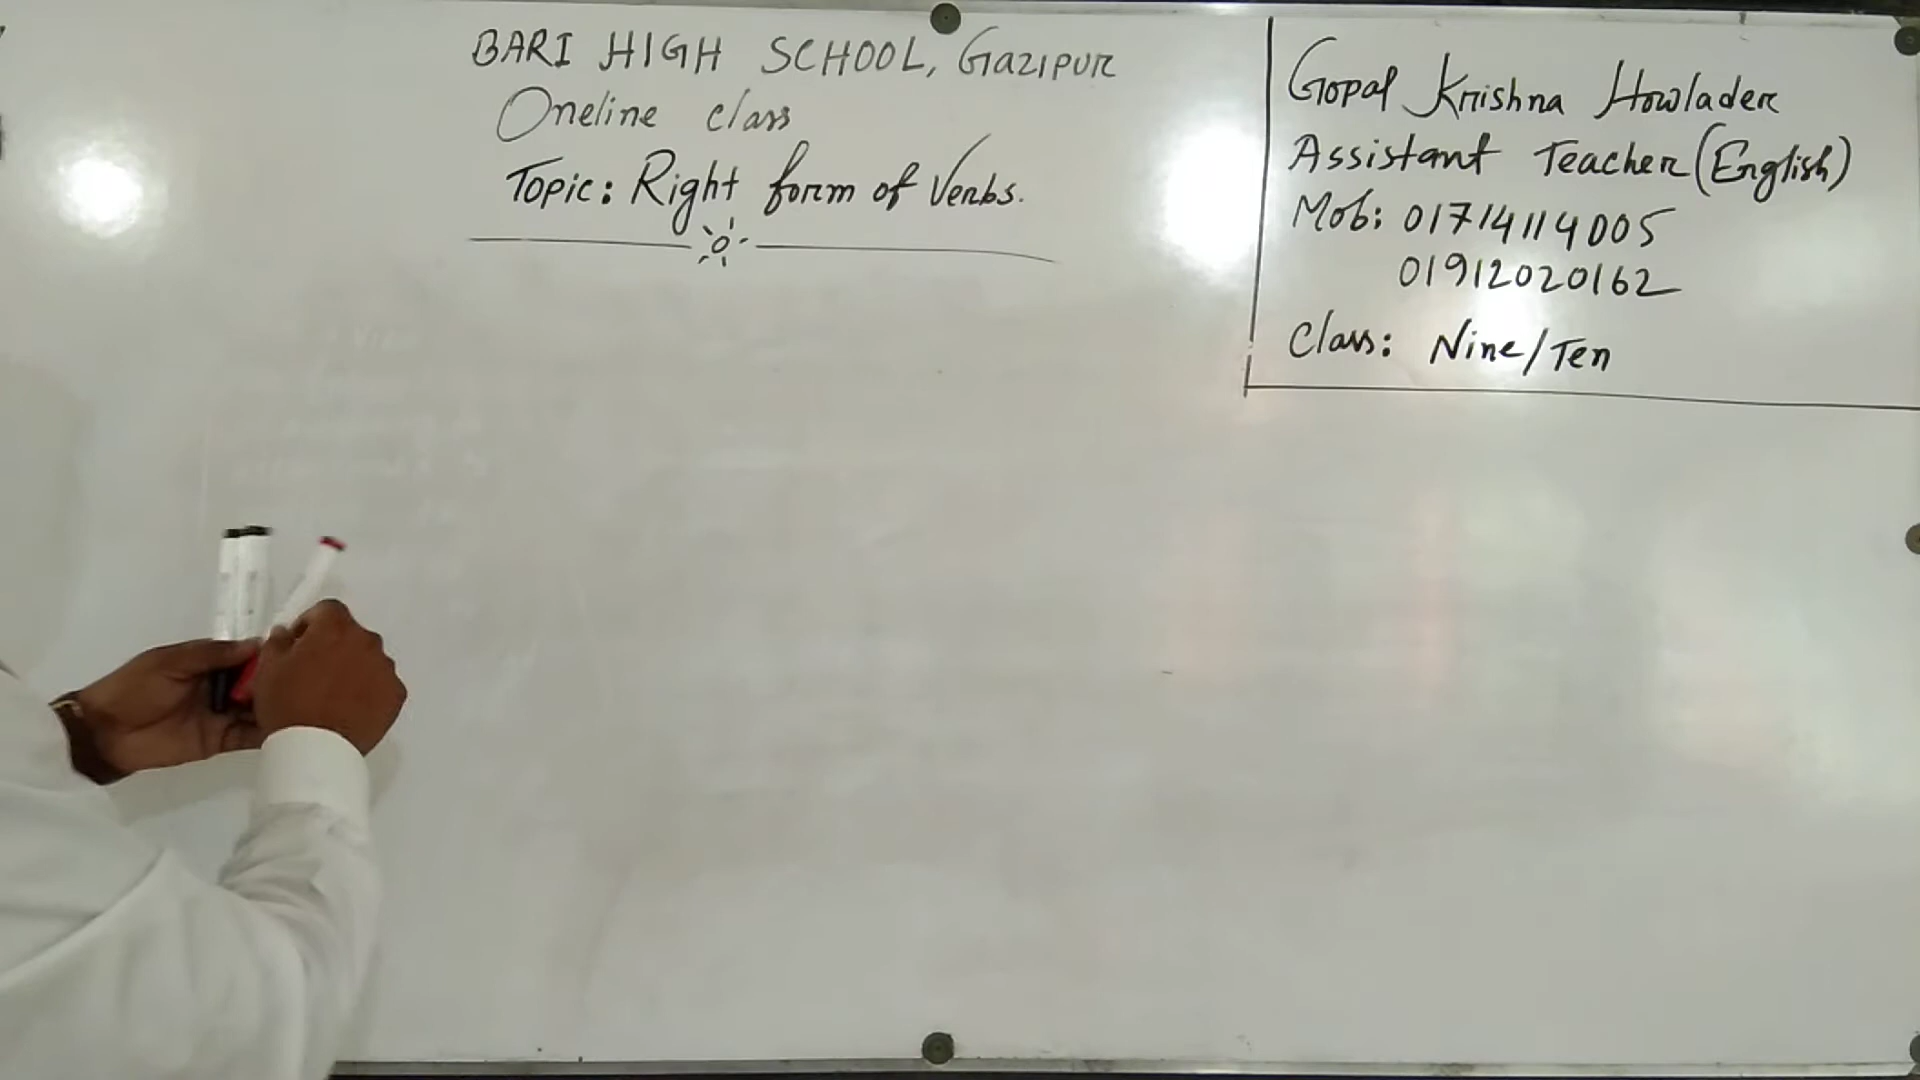 BARI HIGH SCHOOL, GAZIPUR
Oneline class
Topic: Right form of Verbs.
Gopal Krishna Howlader
Assistant Teacher (English)
Mob: 01714114005
01912020162
Class: Nine/Ten